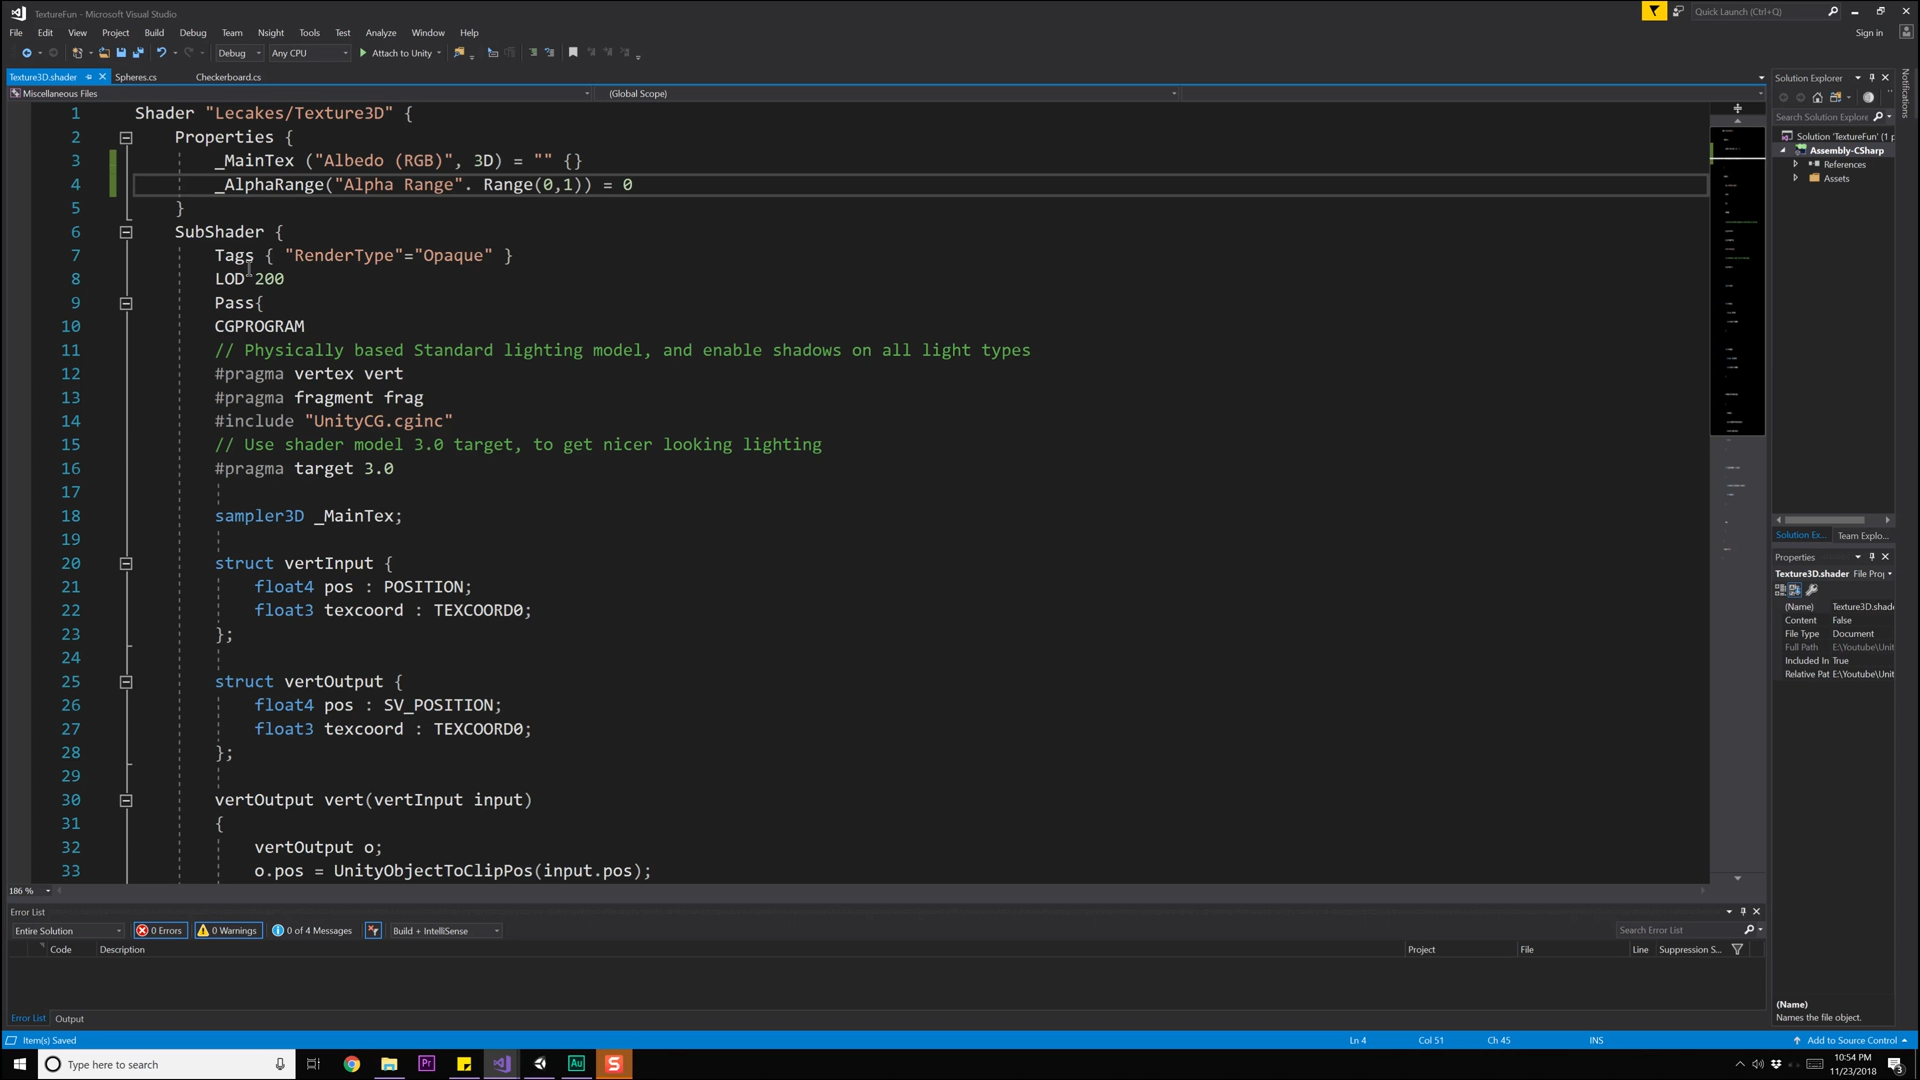 TextureFun - Microsoft Visual Studio
Quick Launch (Ctrl+Q)
File Edit View Project Build Debug Team Nsight Tools Test Analyze Window Help
Sign in
Debug Any CPU Attach to Unity
Texture3D.shader Spheres.cs Checkerboard.cs
Miscellaneous Files (Global Scope)
1 Shader "Lecakes/Texture3D" {
2 Properties {
3 _MainTex ("Albedo (RGB)", 3D) = "" {}
4 _AlphaRange("Alpha Range". Range(0,1)) = 0
5 }
6 SubShader {
7 Tags { "RenderType"="Opaque" }
8 LOD 200
9 Pass{
10 CGPROGRAM
11 // Physically based Standard lighting model, and enable shadows on all light types
12 #pragma vertex vert
13 #pragma fragment frag
14 #include "UnityCG.cginc"
15 // Use shader model 3.0 target, to get nicer looking lighting
16 #pragma target 3.0
17
18 sampler3D _MainTex;
19
20 struct vertInput {
21 float4 pos : POSITION;
22 float3 texcoord : TEXCOORD0;
23 };
24
25 struct vertOutput {
26 float4 pos : SV_POSITION;
27 float3 texcoord : TEXCOORD0;
28 };
29
30 vertOutput vert(vertInput input)
31 {
32 vertOutput o;
33 o.pos = UnityObjectToClipPos(input.pos);
186 %
Solution Explorer
Search Solution Explore
Solution 'TextureFun' (1 p
Assembly-CSharp
References
Assets
Solution Ex... Team Explo...
Notifications
Properties
Texture3D.shader File Proj
(Name) Texture3D.shade
Content False
File Type Document
Full Path E:\Youtube\Unit
Included In True
Relative Pat E:\Youtube\Unit
(Name)
Names the file object.
Error List
Entire Solution 0 Errors 0 Warnings 0 of 4 Messages Build + IntelliSense Search Error List
Code Description Project File Line Suppression S...
Error List Output
Item(s) Saved Ln 4 Col 51 Ch 45 INS Add to Source Control
Type here to search
Pr Au S
10:54 PM
11/23/2018
3